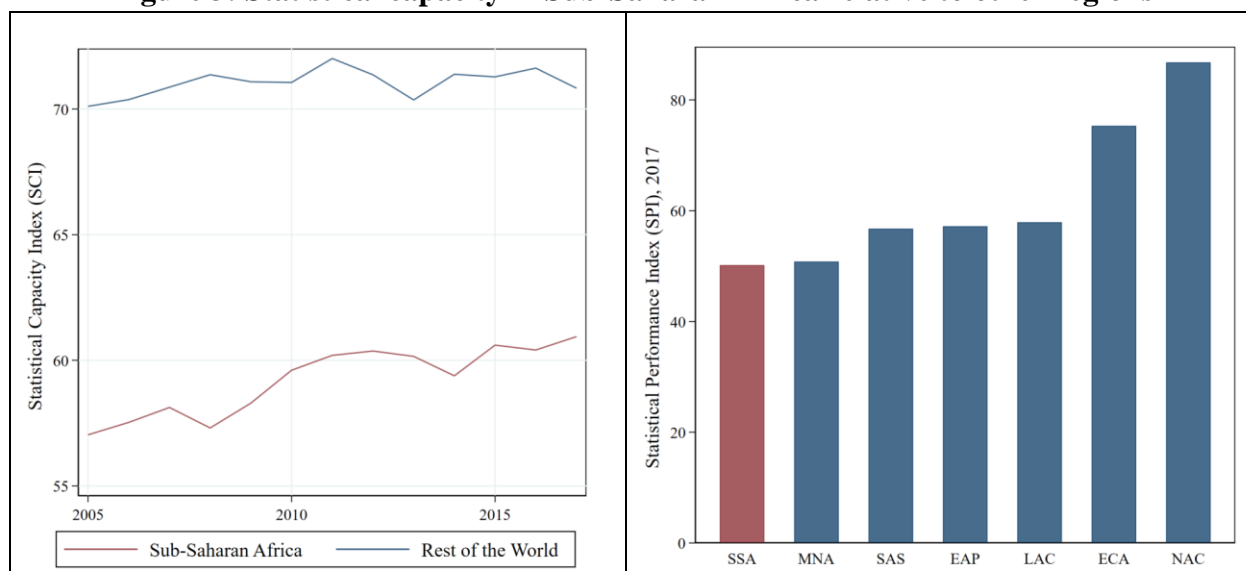 Statistical Capacity Index (SCI)
70
65
60
55
2005
2010
2015
Sub-Saharan Africa
Rest of the World
Statistical Performance Index (SPI), 2017
80
60
40
20
0
SSA
MNA
SAS
EAP
LAC
ECA
NAC